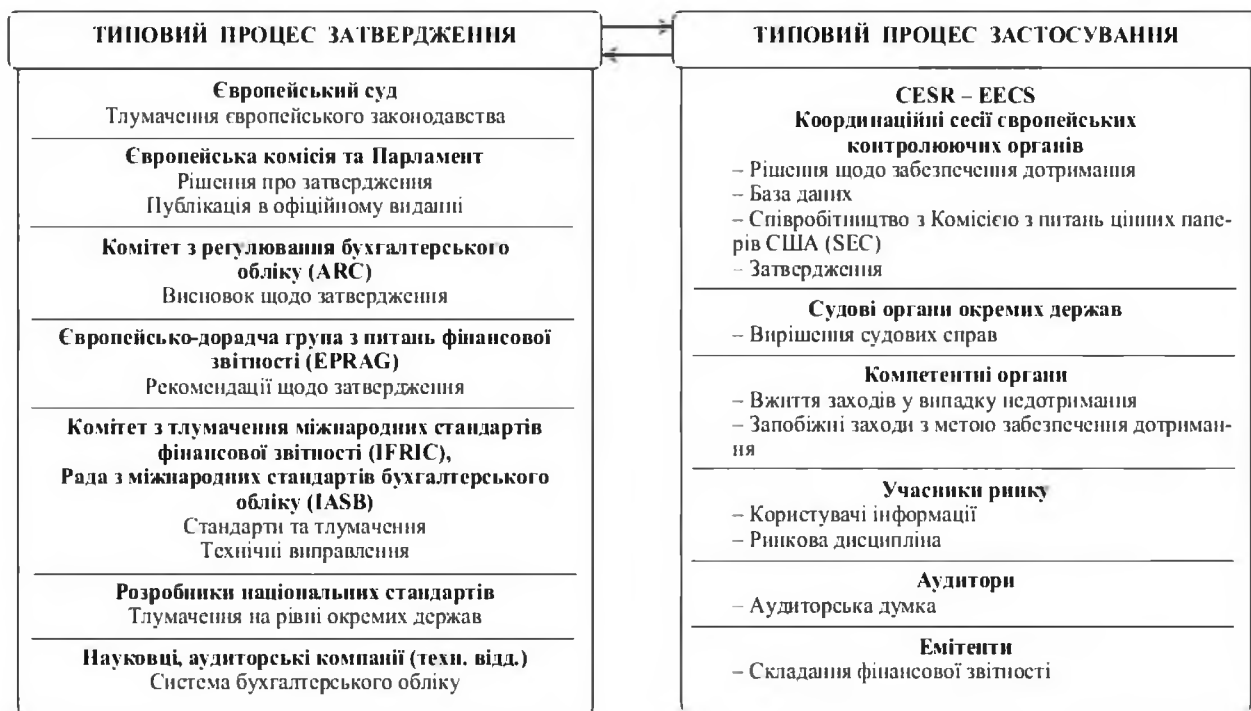 ТИПОВИЙ ПРОЦЕС ЗАТВЕРДЖЕННЯ
Європейський суд
Тлумачення європейського законодавства
Європейська комісія та Парламент
Рішення про затвердження
Публікація в офіційному виданні
Комітет з регулювання бухгалтерського
обліку (ARC)
Висновок щодо затвердження
Європейсько-дорадча група з питань фінансової
звітності (EPRAG)
Рекомендації щодо затвердження
Комітет з тлумачення міжнародних стандартів
фінансової звітності (IFRIC),
Рада з міжнародних стандартів бухгалтерського
обліку (IASB)
Стандарти та тлумачення
Технічні виправлення
Розробники національних стандартів
Тлумачення на рівні окремих держав
Науковці, аудиторські компанії (техн. відд.)
Система бухгалтерського обліку
ТИПОВИЙ ПРОЦЕС ЗАСТОСУВАННЯ
CESR – EECS
Координаційні сесії європейських
контролюючих органів
– Рішення щодо забезпечення дотримання
– База даних
– Співробітництво з Комісією з питань цінних папе-
рів США (SEC)
– Затвердження
Судові органи окремих держав
– Вирішення судових справ
Компетентні органи
– Вжиття заходів у випадку недотримання
– Запобіжні заходи з метою забезпечення дотриман-
ня
Учасники ринку
– Користувачі інформації
– Ринкова дисципліна
Аудитори
– Аудиторська думка
Емітенти
– Складання фінансової звітності